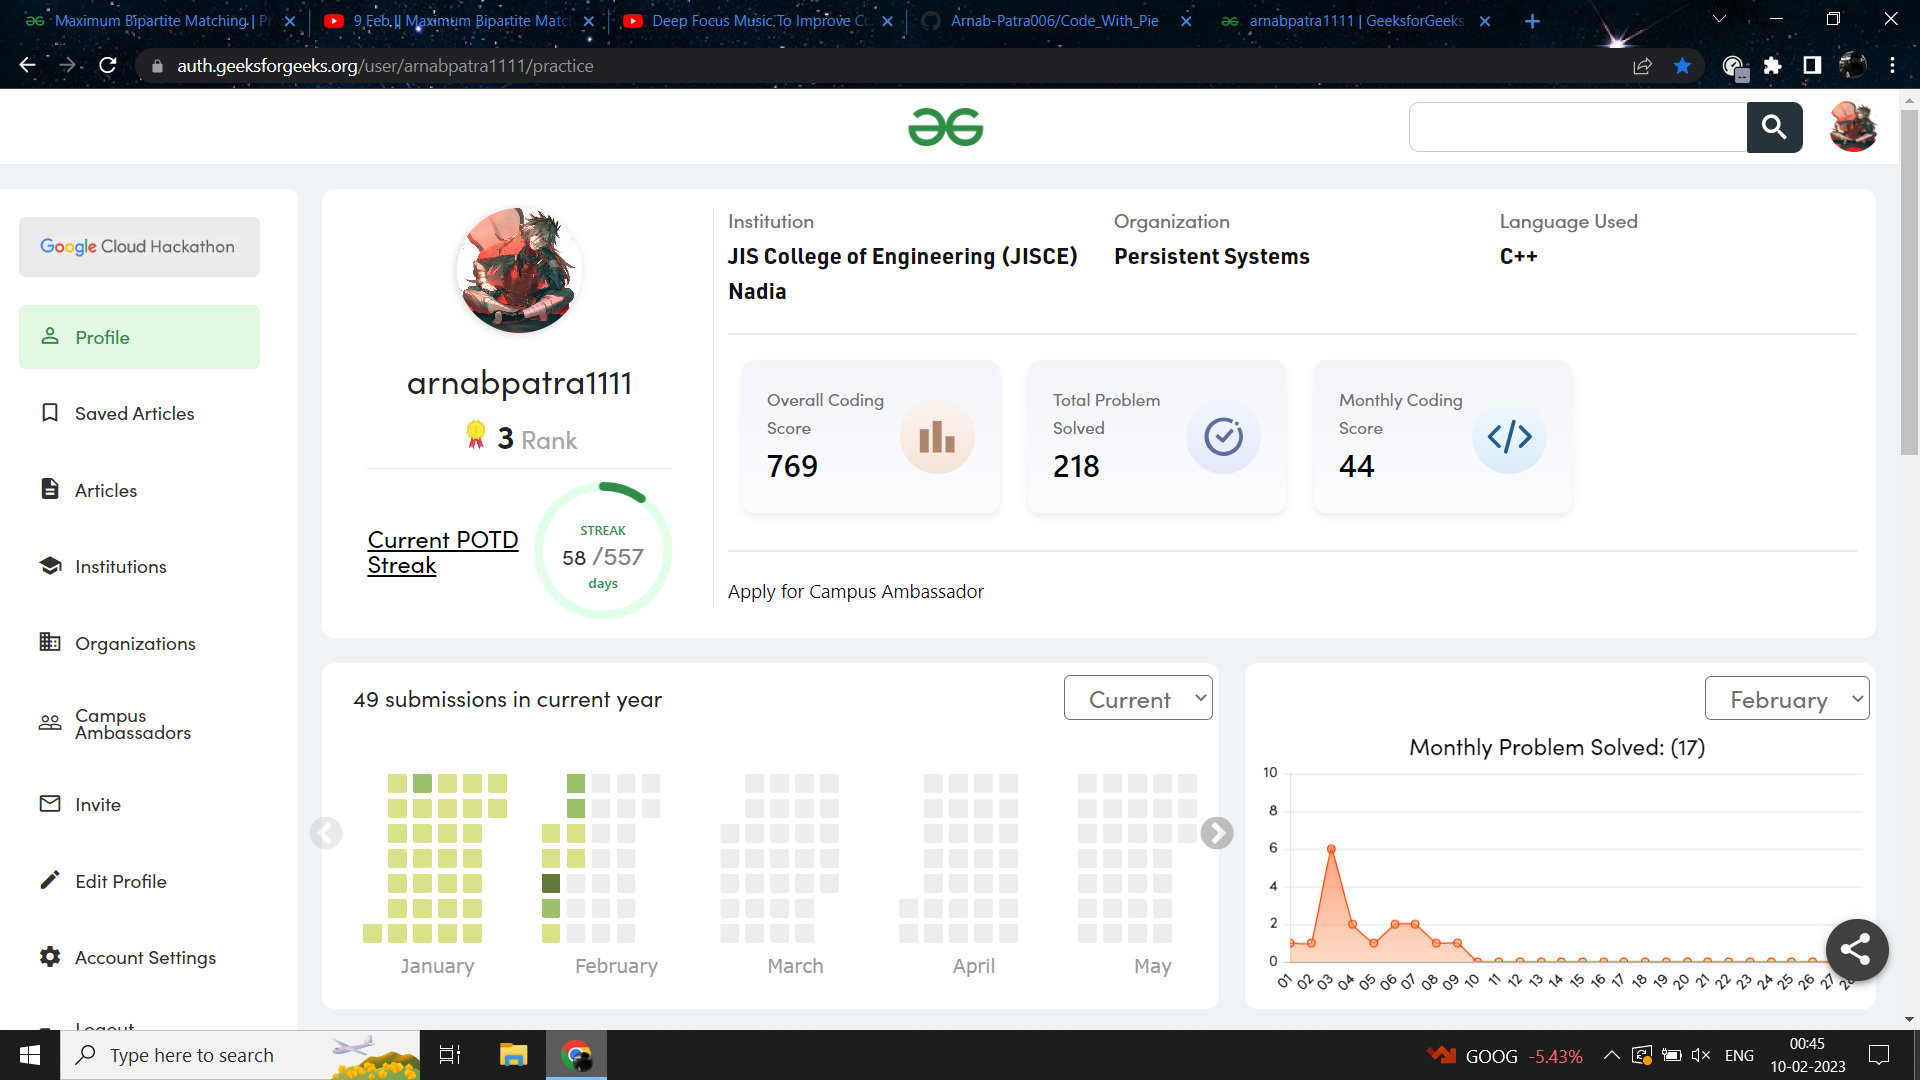 Maximum Bipartite Matching | Pr
9 Feb || Maximum Bipartite Match
Deep Focus Music To Improve Co
Arnab-Patra006/Code_With_Pie
arnabpatra1111 | GeeksforGeeks
auth.geeksforgeeks.org/user/arnabpatra1111/practice
Google Cloud Hackathon
Profile
Saved Articles
Articles
Institutions
Organizations
Campus
Ambassadors
Invite
Edit Profile
Account Settings
Logout
arnabpatra1111
3 Rank
Current POTD
Streak
STREAK
58 /557
days
Institution
JIS College of Engineering (JISCE)
Nadia
Organization
Persistent Systems
Language Used
C++
Overall Coding
Score
769
Total Problem
Solved
218
Monthly Coding
Score
</>
44
Apply for Campus Ambassador
49 submissions in current year
Current
January
February
March
April
May
February
Monthly Problem Solved: (17)
10
8
6
4
2
0
01 02 03 04 05 06 07 08 09 10 11 12 13 14 15 16 17 18 19 20 21 22 23 24 25 26 27 28
Type here to search
GOOG -5.43%
ENG
00:45
10-02-2023